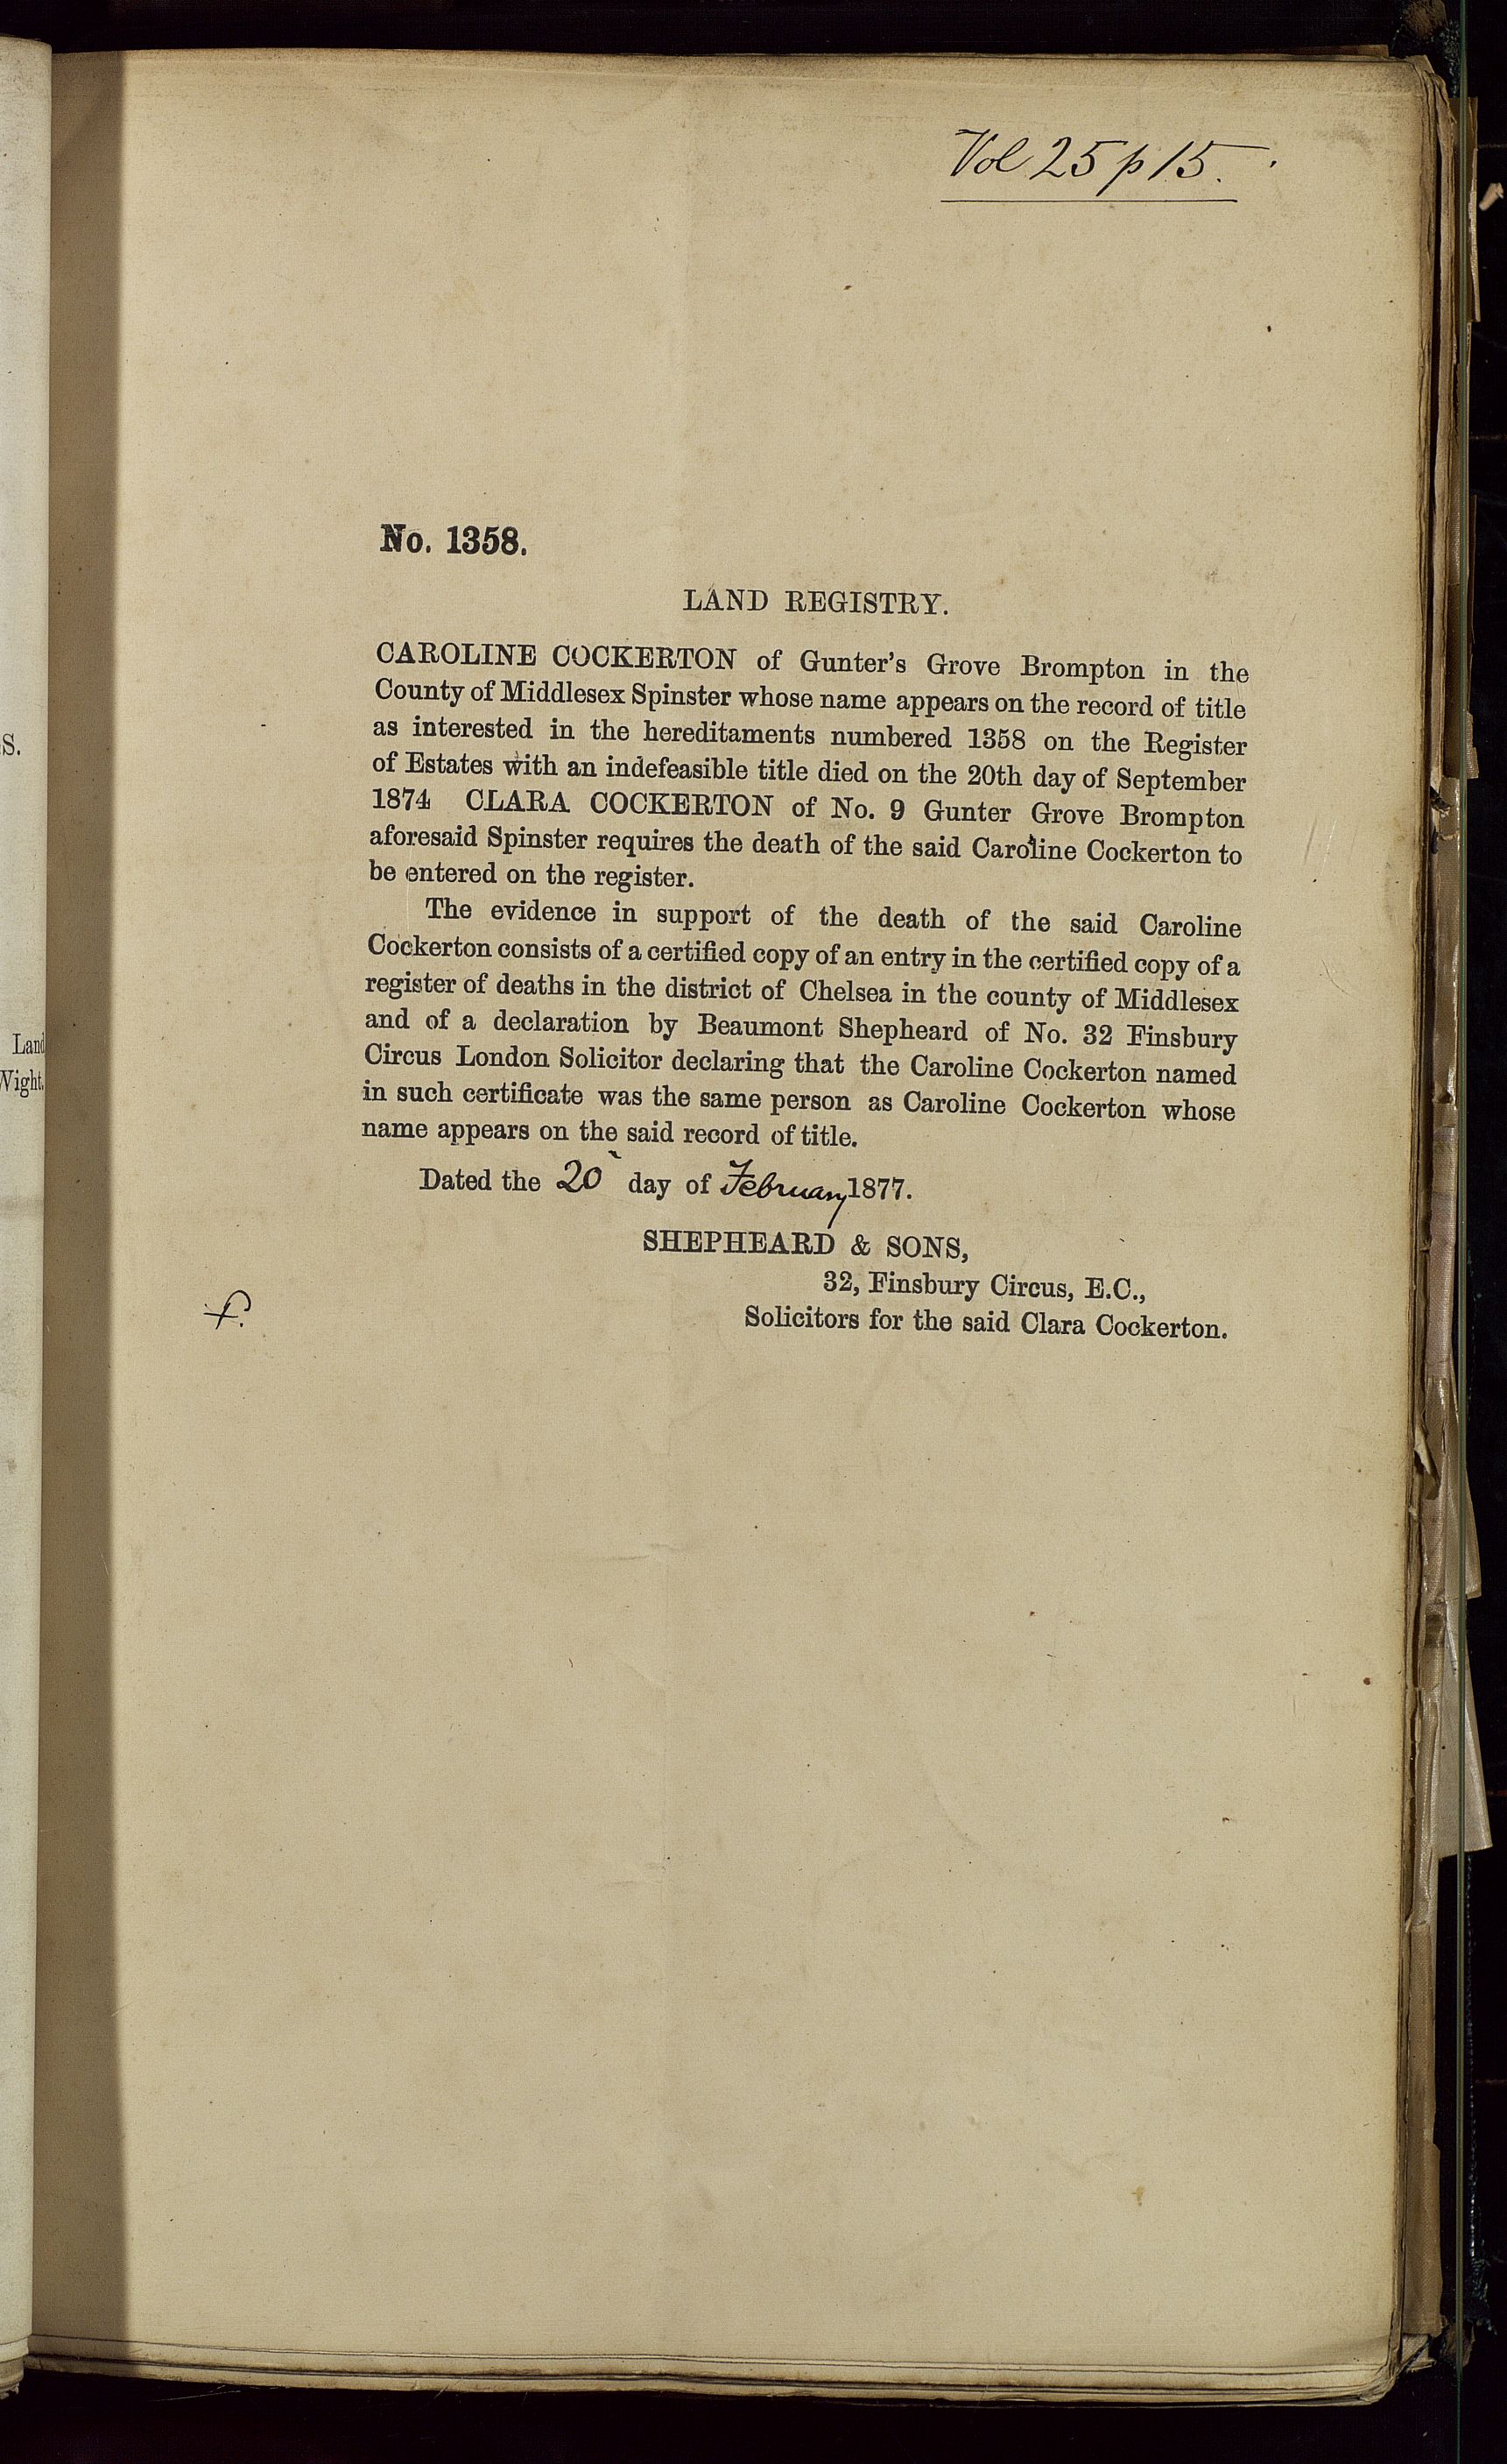 Vol 25 p 15.
No. 1358.
LAND REGISTRY.
CAROLINE COCKERTON of Gunter's Grove Brompton in the
County of Middlesex Spinster whose name appears on the record of title
as interested in the hereditaments numbered 1358 on the Register
of Estates with an indefeasible title died on the 20th day of September
1874 CLARA COCKERTON of No. 9 Gunter Grove Brompton
aforesaid Spinster requires the death of the said Caroline Cockerton to
be entered on the register.
The evidence in support of the death of the said Caroline
Cockerton consists of a certified copy of an entry in the certified copy of a
register of deaths in the district of Chelsea in the county of Middlesex
and of a declaration by Beaumont Shepheard of No. 32 Finsbury
Circus London Solicitor declaring that the Caroline Cockerton named
in such certificate was the same person as Caroline Cockerton whose
name appears on the said record of title.
Dated the 20 day of February 1877.
SHEPHEARD & SONS,
32, Finsbury Circus, E.C.,
Solicitors for the said Clara Cockerton.
S.
Land
Wight.